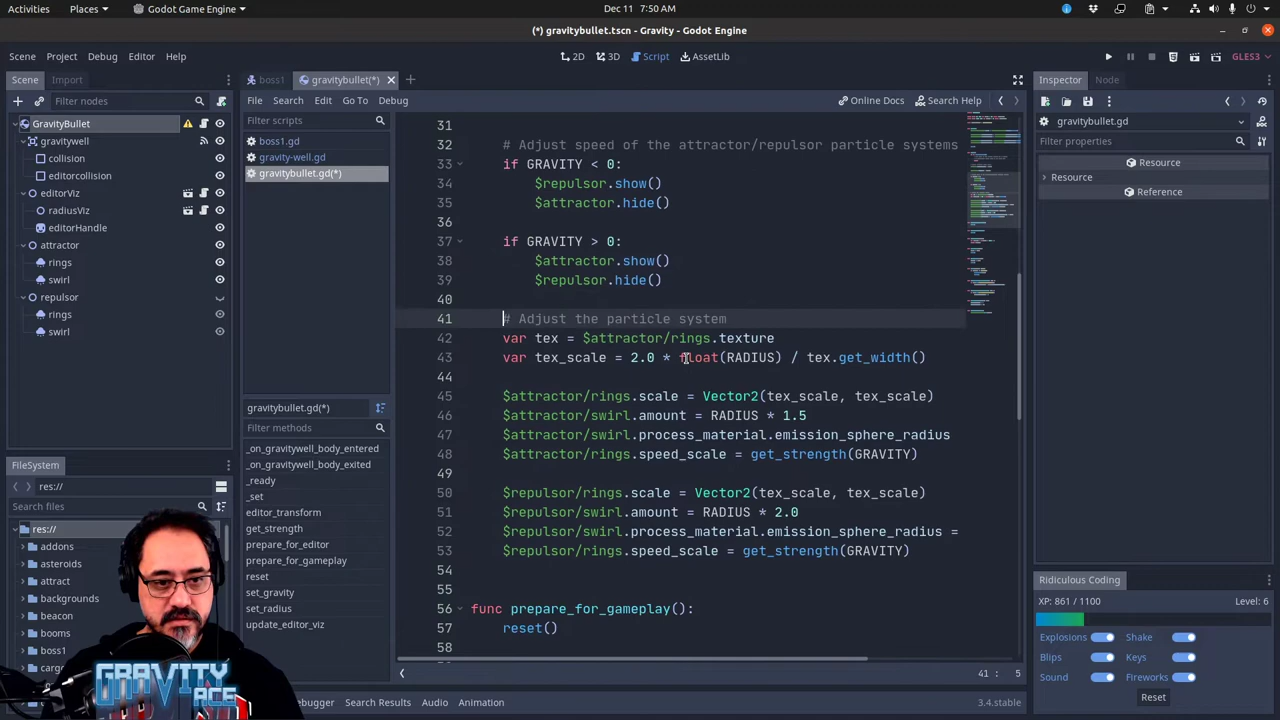 Activities Places Godot Game Engine Dec 11 7:50 AM
(*) gravitybullet.tscn - Gravity - Godot Engine
Scene Project Debug Editor Help 2D 3D Script AssetLib GLES3
Scene Import boss1 gravitybullet(*) Inspector Node
Filter nodes File Search Edit Go To Debug Online Docs Search Help
GravityBullet Filter scripts gravitybullet.gd
gravitywell boss1.gd Filter properties
collision gravity-well.gd Resource
editorcollision gravitybullet.gd(*) Resource
editorViz Reference
radiusViz
editorHandle
attractor
rings
swirl
repulsor
rings
swirl
31
32 # Adjust speed of the attractor/repulsor particle systems
33 if GRAVITY < 0:
34 $repulsor.show()
35 $attractor.hide()
36
37 if GRAVITY > 0:
38 $attractor.show()
39 $repulsor.hide()
40
41 # Adjust the particle system
42 var tex = $attractor/rings.texture
43 var tex_scale = 2.0 * float(RADIUS) / tex.get_width()
44
45 $attractor/rings.scale = Vector2(tex_scale, tex_scale)
46 $attractor/swirl.amount = RADIUS * 1.5
47 $attractor/swirl.process_material.emission_sphere_radius
48 $attractor/rings.speed_scale = get_strength(GRAVITY)
49
50 $repulsor/rings.scale = Vector2(tex_scale, tex_scale)
51 $repulsor/swirl.amount = RADIUS * 2.0
52 $repulsor/swirl.process_material.emission_sphere_radius =
53 $repulsor/rings.speed_scale = get_strength(GRAVITY)
54
55
56 func prepare_for_gameplay():
57 reset()
58
gravitybullet.gd(*)
Filter methods
_on_gravitywell_body_entered
_on_gravitywell_body_exited
_ready
_set
editor_transform
get_strength
prepare_for_editor
prepare_for_gameplay
reset
set_gravity
set_radius
update_editor_viz
FileSystem
res://
Search files
res://
addons
asteroids
attract
backgrounds
beacon
booms
boss1
cargo
Ridiculous Coding
XP: 861 / 1100 Level: 6
Explosions Shake
Blips Keys
Sound Fireworks
Reset
41 : 5
Search Results Audio Animation 3.4.stable
GRAVITY
ACE